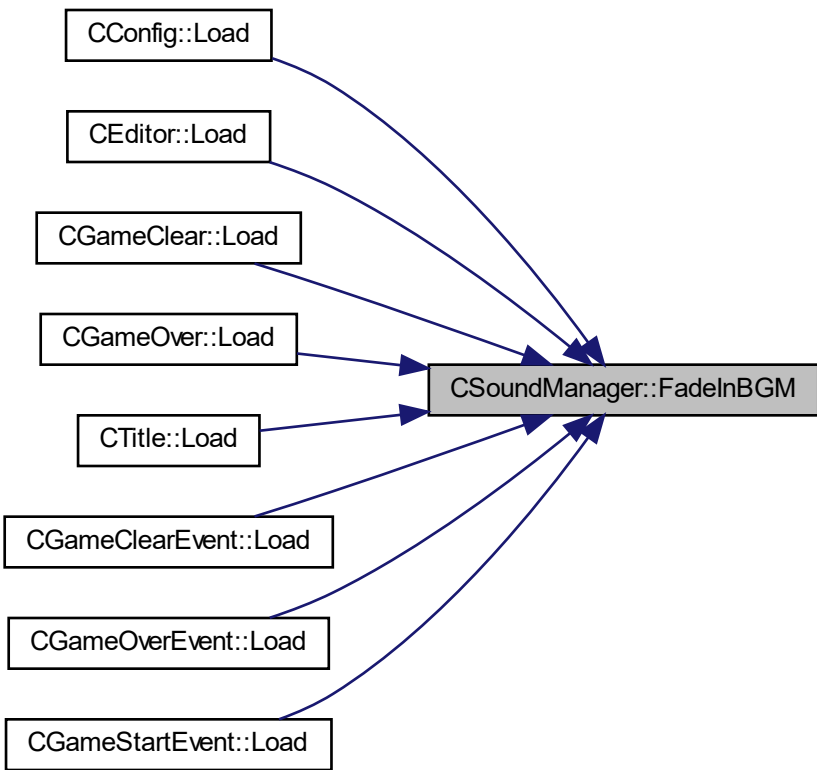 CConfig::Load
CEditor::Load
CGameClear::Load
CGameOver::Load
CSoundManager::FadeInBGM
CTitle::Load
CGameClearEvent::Load
CGameOverEvent::Load
CGameStartEvent::Load